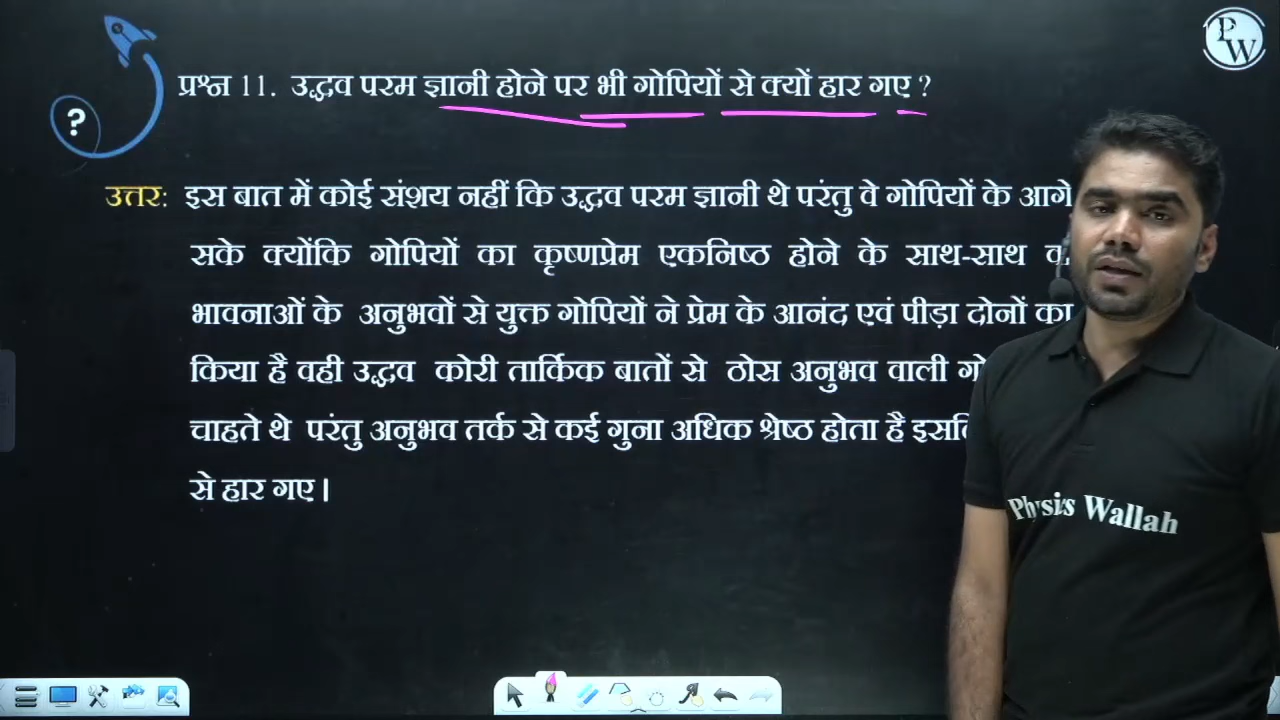 प्रश्न 11. उद्धव परम ज्ञानी होने पर भी गोपियों से क्यों हार गए ?
उत्तर: इस बात में कोई संशय नहीं कि उद्धव परम ज्ञानी थे परंतु वे गोपियों के आगे
सके क्योंकि गोपियों का कृष्णप्रेम एकनिष्ठ होने के साथ-साथ
भावनाओं के अनुभवों से युक्त गोपियों ने प्रेम के आनंद एवं पीड़ा दोनों का
किया है वही उद्धव कोरी तार्किक बातों से ठोस अनुभव वाली
चाहते थे परंतु अनुभव तर्क से कई गुना अधिक श्रेष्ठ होता है
से हार गए।
?
PW
Physics Wallah